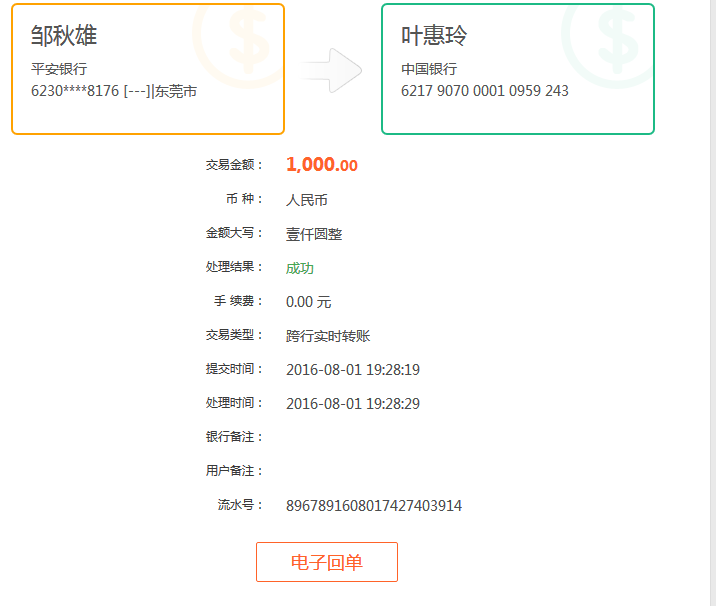 邹秋雄
平安银行
6230****8176 [---]|东莞市
叶惠玲
中国银行
6217 9070 0001 0959 243
交易金额： 1,000.00
币 种： 人民币
金额大写： 壹仟圆整
处理结果： 成功
手 续费： 0.00 元
交易类型： 跨行实时转账
提交时间： 2016-08-01 19:28:19
处理时间： 2016-08-01 19:28:29
银行备注：
用户备注：
流水号： 8967891608017427403914
电子回单